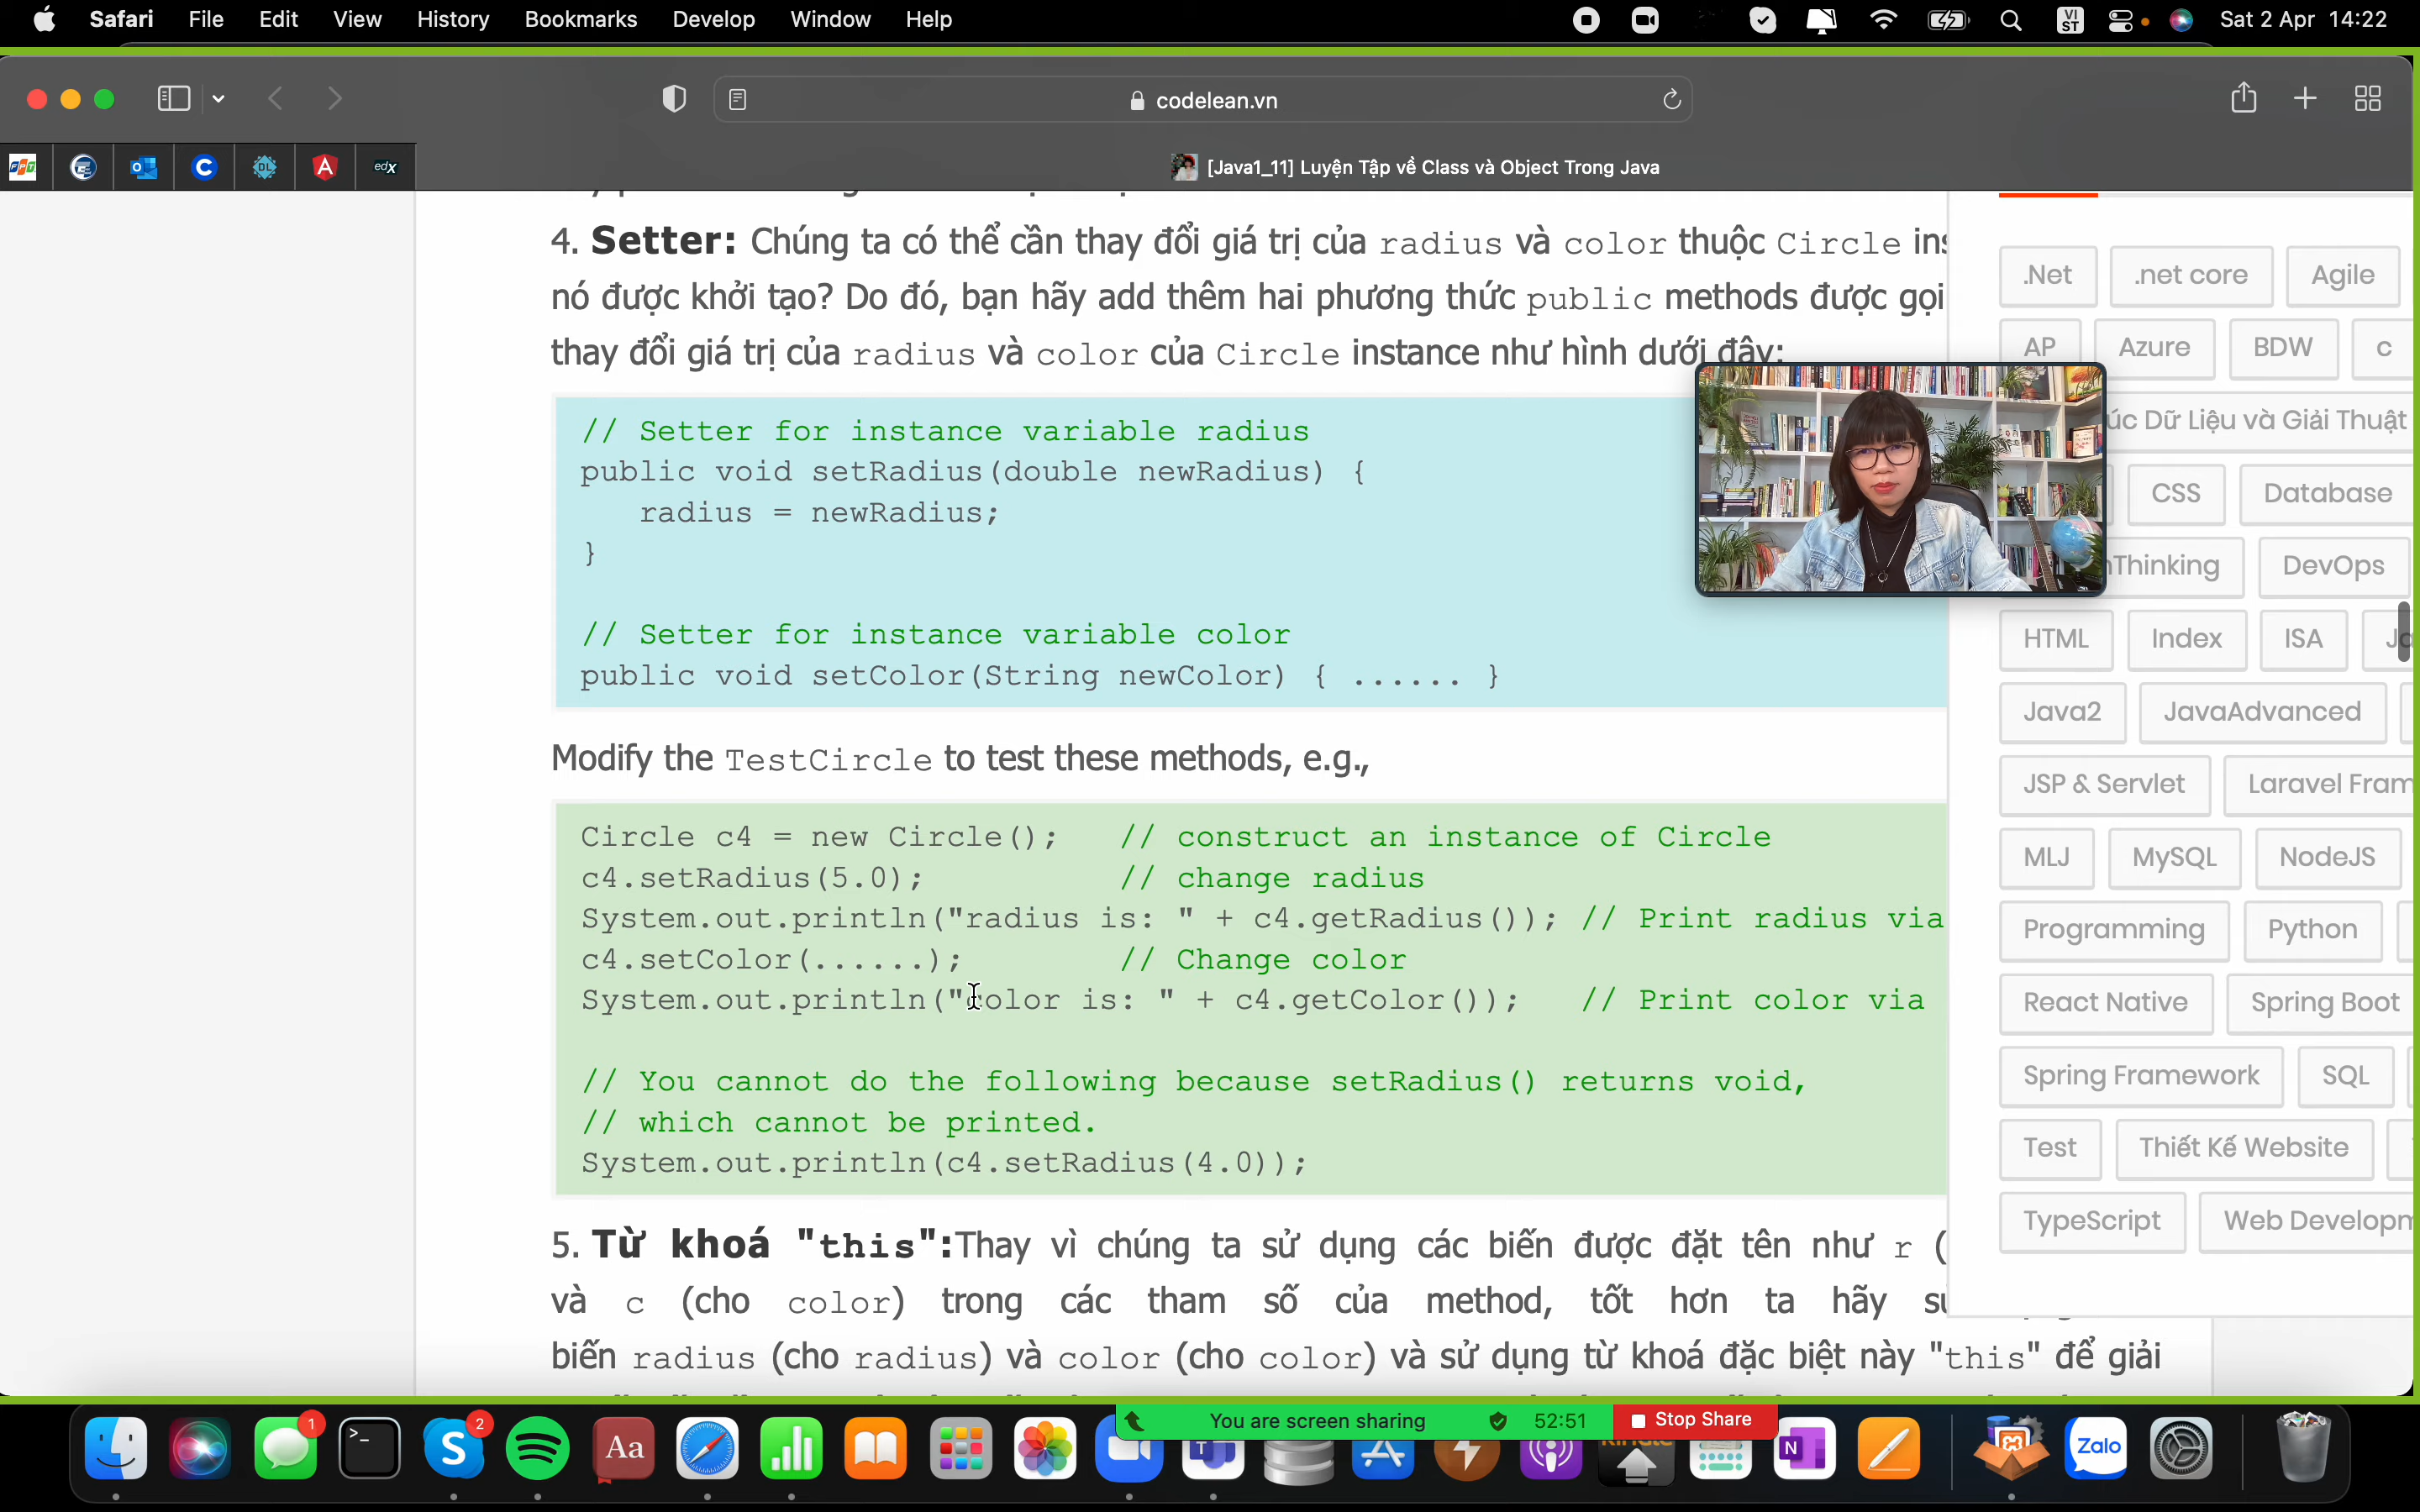 Safari File Edit View History Bookmarks Develop Window Help VI ST Sat 2 Apr 14:22
codelean.vn
FPT edX [Java1_11] Luyện Tập về Class và Object Trong Java
4. Setter: Chúng ta có thể cần thay đổi giá trị của radius và color thuộc Circle ins
nó được khởi tạo? Do đó, bạn hãy add thêm hai phương thức public methods được gọi
thay đổi giá trị của radius và color của Circle instance như hình dưới đây:
// Setter for instance variable radius
public void setRadius(double newRadius) {
radius = newRadius;
}
// Setter for instance variable color
public void setColor(String newColor) { ...... }
Modify the TestCircle to test these methods, e.g.,
Circle c4 = new Circle(); // construct an instance of Circle
c4.setRadius(5.0); // change radius
System.out.println("radius is: " + c4.getRadius()); // Print radius via
c4.setColor(......); // Change color
System.out.println("color is: " + c4.getColor()); // Print color via
// You cannot do the following because setRadius() returns void,
// which cannot be printed.
System.out.println(c4.setRadius(4.0));
5. Từ khoá "this":Thay vì chúng ta sử dụng các biến được đặt tên như r (
và c (cho color) trong các tham số của method, tốt hơn ta hãy
biến radius (cho radius) và color (cho color) và sử dụng từ khoá đặc biệt này "this" để giải
.Net .net core Agile
AP Azure BDW c
úc Dữ Liệu và Giải Thuật
CSS Database
nThinking DevOps
HTML Index ISA
Java2 JavaAdvanced
JSP & Servlet Laravel Fram
MLJ MySQL NodeJS
Programming Python
React Native Spring Boot
Spring Framework SQL
Test Thiết Kế Website
TypeScript Web Developm
You are screen sharing 52:51 Stop Share
1 2 Aa Zalo